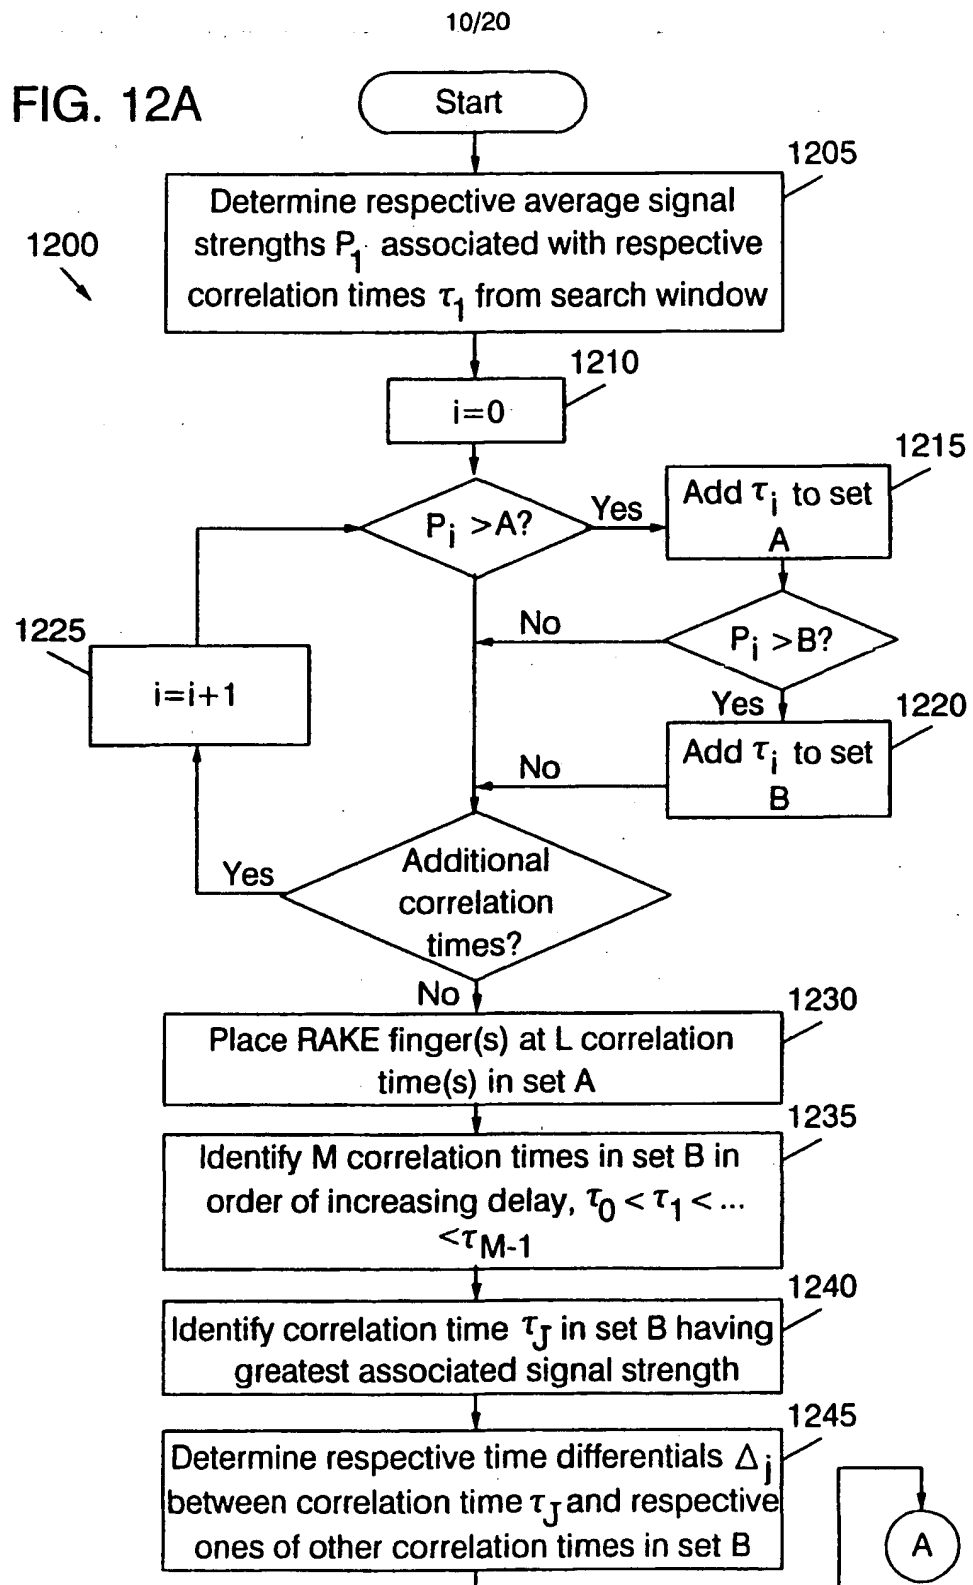 10/20
FIG. 12A
Start
1205
Determine respective average signal
strengths P1 associated with respective
correlation times τ1 from search window
1200
1210
i=0
1215
Pi >A?
Yes
Add τi to set
A
No
Pi >B?
1225
i=i+1
Yes
1220
Add τi to set
B
No
Additional
correlation
times?
Yes
No
1230
Place RAKE finger(s) at L correlation
time(s) in set A
1235
Identify M correlation times in set B in
order of increasing delay, τ0 < τ1 < ...
<τM-1
1240
Identify correlation time τJ in set B having
greatest associated signal strength
1245
Determine respective time differentials Δj
between correlation time τJ and respective
ones of other correlation times in set B
A